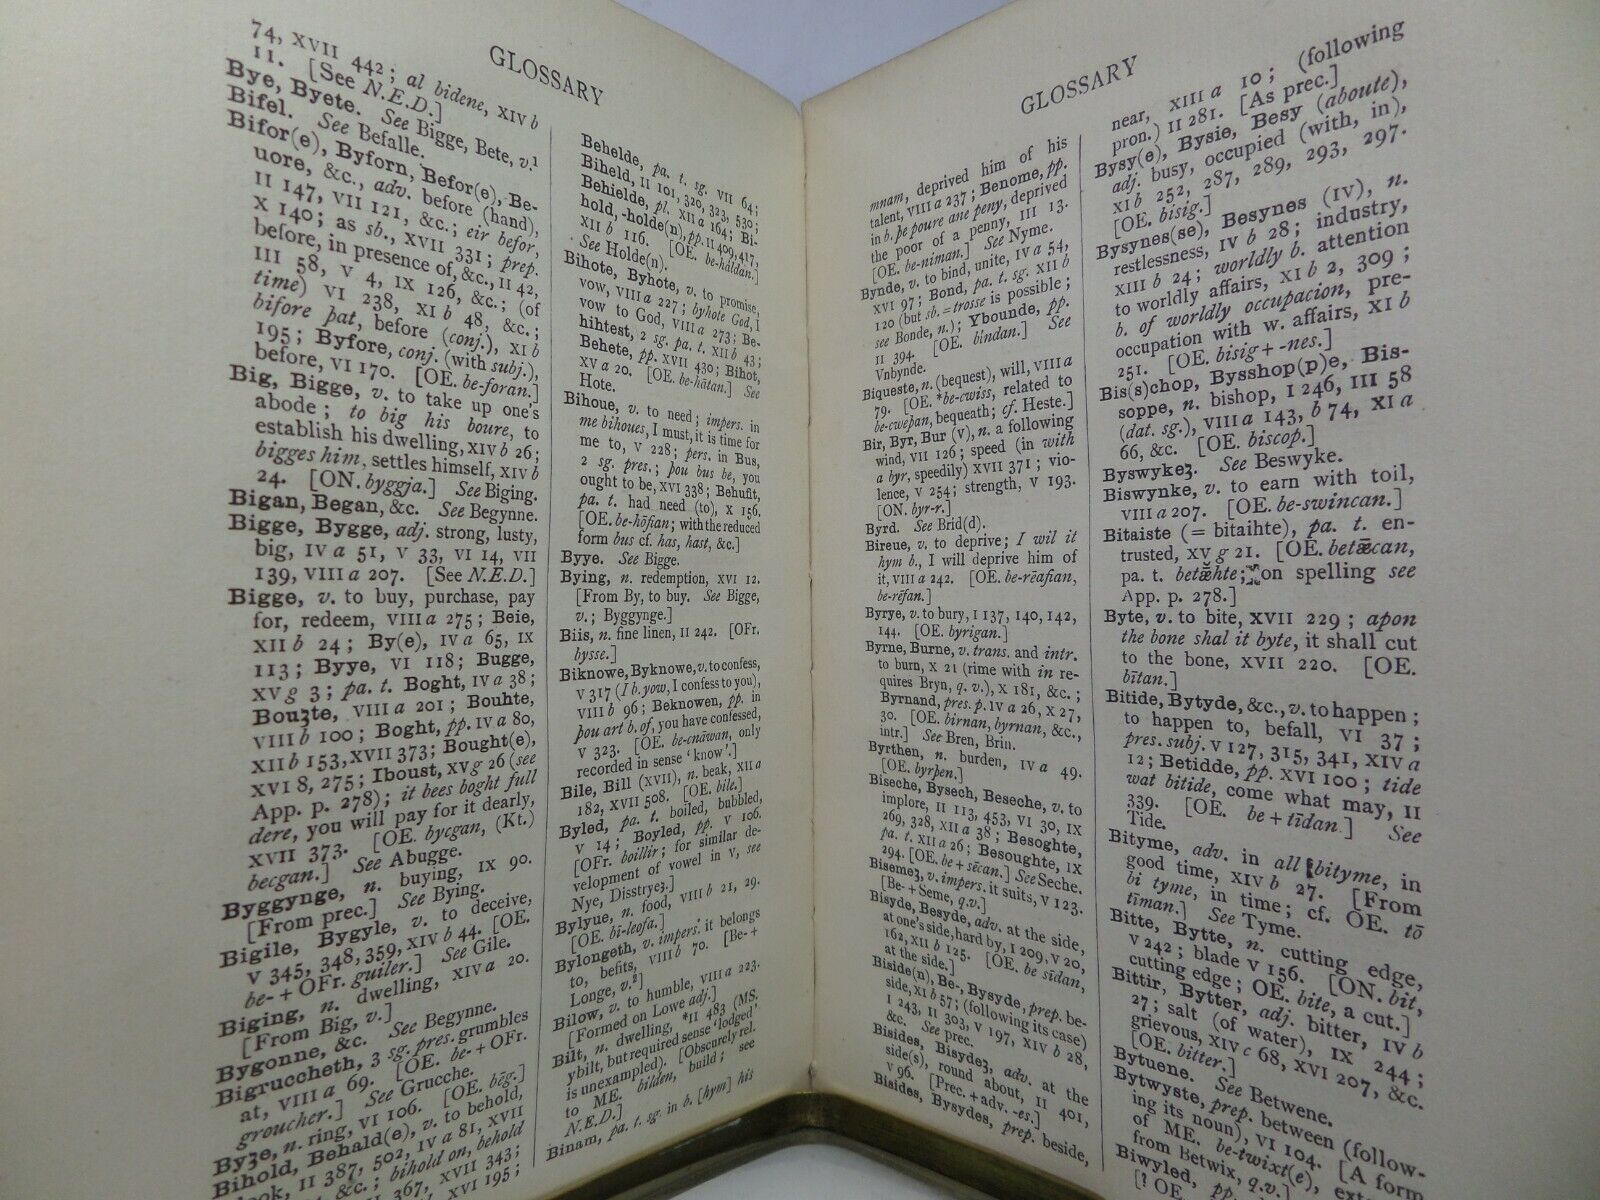 GLOSSARY
74, XVII 442; al bidene, XIV b
11. [See N.E.D.]
Bye, Byete. See Bigge, Bete, v.¹
Bifel. See Befalle.
Bifor(e), Byforn, Befor(e), Be-
uore, &c., adv. before (hand),
II 147, VII 121, &c.; eir befor,
X 140; as sb., XVII 331; prep.
before, in presence of, &c., II 42,
III 58, V 4, IX 126, &c.; (of
time) VI 238, XI b 48, &c.;
bifore þat, before (conj.), XI b
195; Byfore, conj. (with subj.),
before, VI 170. [OE. be-foran.]
Big, Bigge, v. to take up one's
abode; to big his boure, to
establish his dwelling, XIV b 26;
bigges him, settles himself, XIV b
24. [ON. byggja.] See Biging.
Bigan, Began, &c. See Begynne.
Bigge, Bygge, adj. strong, lusty,
big, IV a 51, V 33, VI 14, VII
139, VIII a 207. [See N.E.D.]
Bigge, v. to buy, purchase, pay
for, redeem, VIII a 275; Beie,
XII b 24; By(e), IV a 65, IX
113; Byye, VI 118; Bugge,
XV g 3; pa. t. Boght, IV a 38;
Bouȝte, VIII a 201; Bouhte,
VIII b 100; Boght, pp. IV a 80,
XII b 153, XVII 373; Bought(e),
XVI 8, 275; Iboust, XV g 26 (see
App. p. 278); it bees boght full
dere, you will pay for it dearly,
XVII 373. [OE. bycgan, (Kt.)
becgan.] See Abugge.
Byggynge, n. buying, IX 90.
[From prec.] See Bying.
Bigile, Bygyle, v. to deceive,
V 345, 348, 359, XIV b 44. [OE.
be- + OFr. guiler.] See Gile.
Biging, n. dwelling, XIV a 20.
[From Big, v.]
Bygonne, &c. See Begynne.
Bigruccheth, 3 sg. pres. grumbles
at, VIII a 69. [OE. be- + OFr.
groucher.] See Grucche.
Byȝe, n. ring, VI 106. [OE. bēg.]
Bihold, Behald(e), v. to behold,
look, II 387, 502, IV a 81, XVII
&c.; bihold on, behold
II 367, XVII 343;
XVI 195;
Behelde, pa. t. sg. VII 64;
Biheld, II 101, 320, 323, 530;
Behielde, pl. XII a 164; Bi-
hold, -holde(n), pp. II 409, 417,
XII b 116. [OE. be-háldan.]
See Holde(n).
Bihote, Byhote, v. to promise,
vow, VIII a 227; byhote God, I
vow to God, VIII a 273; Be-
hihtest, 2 sg. pa. t. XII b 43;
Behete, pp. XVII 430; Bihot,
XV a 20. [OE. be-hātan.] See
Hote.
Bihoue, v. to need; impers. in
me bihoues, I must, it is time for
me to, V 228; pers. in Bus,
2 sg. pres.; þou bus be, you
ought to be, XVI 338; Behufit,
pa. t. had need (to), X 156.
[OE. be-hōfian; with the reduced
form bus cf. has, hast, &c.]
Byye. See Bigge.
Bying, n. redemption, XVI 12.
[From By, to buy. See Bigge,
v.; Byggynge.]
Biis, n. fine linen, II 242. [OFr.
bysse.]
Biknowe, Byknowe, v. to confess,
V 317 (I b. yow, I confess to you),
VIII b 96; Beknowen, pp. in
þou art b. of, you have confessed,
V 323. [OE. be-cnāwan, only
recorded in sense 'know'.]
Bile, Bill (XVII), n. beak, XII a
182, XVII 508. [OE. bile.]
Byled, pa. t. boiled, bubbled,
V 14; Boyled, pp. V 106.
[OFr. boillir; for similar de-
velopment of vowel in V, see
Nye, Disstryeȝ.]
Bylyue, n. food, VIII b 21, 29.
[OE. bī-leofa.]
Bylongeth, v. impers. it belongs
to, befits, VIII b 70. [Be- +
Longe, v.²]
Bilow, v. to humble, VIII a 223.
[Formed on Lowe adj.]
Bilt, n. dwelling, *II 483 (MS.
ybilt, but required sense 'lodged'
is unexampled). [Obscurely rel.
to ME. bilden, build; see
N.E.D.]
Binam, pa. t. sg. in b. [hym] his
GLOSSARY
mnam, deprived him of his
talent, VIII a 237; Benome, pp.
in b. þe poure ane peny, deprived
the poor of a penny, III 13.
[OE. be-niman.] See Nyme.
Bynde, v. to bind, unite, IV a 54,
XVI 97; Bond, pa. t. sg. XII b
120 (but sb. = trosse is possible;
see Bonde, n.); Ybounde, pp.
II 394. [OE. bíndan.] See
Vnbynde.
Biqueste, n. (bequest), will, VIII a
79. [OE. *be-cwiss, related to
be-cweþan, bequeath; cf. Heste.]
Bir, Byr, Bur (V), n. a following
wind, VII 126; speed (in with
a byr, speedily) XVII 371; vio-
lence, V 254; strength, V 193.
[ON. byr-r.]
Byrd. See Brid(d).
Bireue, v. to deprive; I wil it
hym b., I will deprive him of
it, VIII a 242. [OE. be-rēafian,
be-rēfan.]
Byrye, v. to bury, I 137, 140, 142,
144. [OE. byrigan.]
Byrne, Burne, v. trans. and intr.
to burn, X 21 (rime with in re-
quires Bryn, q. v.), X 181, &c.;
Byrnand, pres. p. IV a 26, X 27,
30. [OE. birnan, byrnan, &c.,
intr.] See Bren, Brin.
Byrthen, n. burden, IV a 49.
[OE. byrþen.]
Biseche, Bysech, Beseche, v. to
implore, II 113, 453, VI 30, IX
269, 328, XII a 38; Besoghte,
pa. t. XII a 26; Besoughte, IX
294. [OE. be + sēcan.] See Seche.
Bisemeȝ, v. impers. it suits, V 123.
[Be- + Seme, q.v.]
Bisyde, Besyde, adv. at the side,
at one's side, hard by, I 209, V 20,
162, XII b 125. [OE. be sīdan,
at the side.]
Biside(n), Be-, Bysyde, prep. be-
side, XI b 57; (following its case)
I 243, II 303, V 197, XIV b 28,
&c. See prec.
Bisides, Bisydeȝ, adv. at the
side(s), round about, II 401,
V 96. [Prec. + adv. -es.]
Bisides, Bysydes, prep. beside,
near, XIII a 10; (following
pron.) II 281. [As prec.]
Bysy(e), Bysie, Besy (aboute),
adj. busy, occupied (with, in),
XI b 252, 287, 289, 293, 297.
[OE. bisig.]
Bysynes(se), Besynes (IV), n.
restlessness, IV b 28; industry,
XIII b 24; worldly b. attention
to worldly affairs, XI b 2, 309;
b. of worldly occupacion, pre-
occupation with w. affairs, XI b
251. [OE. bisig + -nes.]
Bis(s)chop, Bysshop(p)e, Bis-
soppe, n. bishop, I 246, III 58
(dat. sg.), VIII a 143, b 74, XI a
66, &c. [OE. biscop.]
Byswykeȝ. See Beswyke.
Biswynke, v. to earn with toil,
VIII a 207. [OE. be-swincan.]
Bitaiste (= bitaihte), pa. t. en-
trusted, XV g 21. [OE. betǣcan,
pa. t. betǣhte; on spelling see
App. p. 278.]
Byte, v. to bite, XVII 229; apon
the bone shal it byte, it shall cut
to the bone, XVII 220. [OE.
bītan.]
Bitide, Bytyde, &c., v. to happen;
to happen to, befall, VI 37;
pres. subj. V 127, 315, 341, XIV a
12; Betidde, pp. XVI 100; tide
wat bitide, come what may, II
339. [OE. be + tīdan.] See
Tide.
Bityme, adv. in all bityme, in
good time, XIV b 27. [From
bi tyme, in time; cf. OE. tō
tīman.] See Tyme.
Bitte, Bytte, n. cutting edge,
V 242; blade V 156. [ON. bit,
cutting edge; OE. bite, a cut.]
Bittir, Bytter, adj. bitter, IV b
27; salt (of water), IX 244;
grievous, XIV c 68, XVI 207, &c.
[OE. bitter.]
Bytuene. See Betwene.
Bytwyste, prep. between (follow-
ing its noun), VI 104. [A form
of ME. be-twixt(e),
from Betwix, q.v.]
Biwyled, pp.
[? OE.